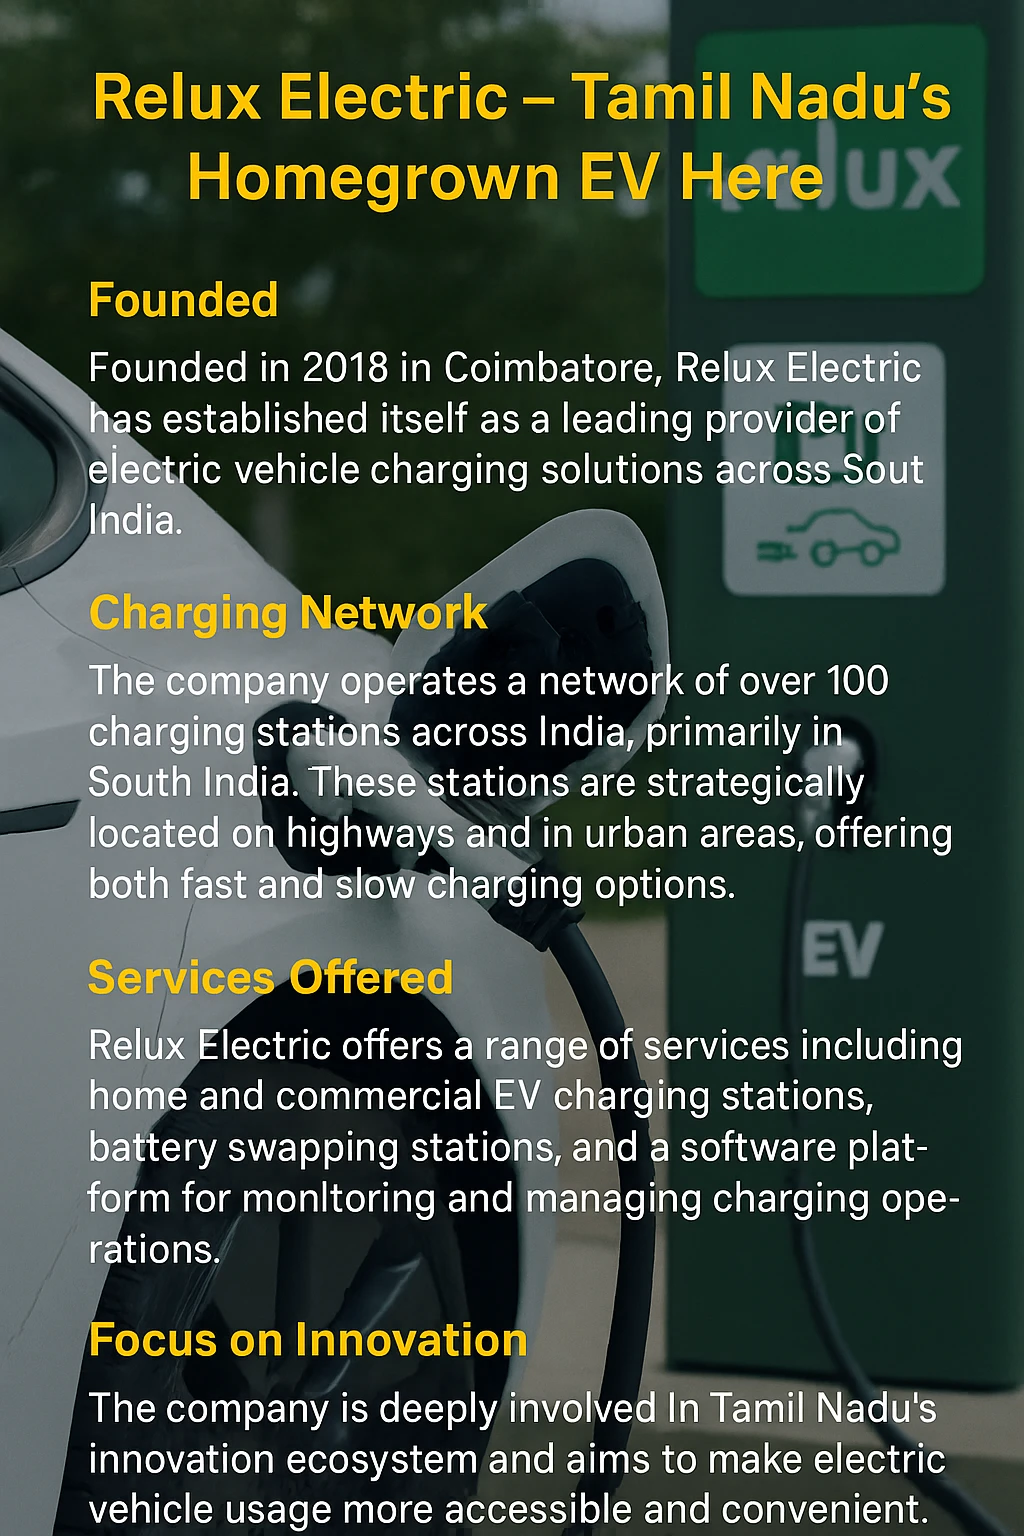 Relux Electric – Tamil Nadu’s
Homegrown EV Here
Founded
Founded in 2018 in Coimbatore, Relux Electric
has established itself as a leading provider of
electric vehicle charging solutions across Sout
India.
Charging Network
The company operates a network of over 100
charging stations across India, primarily in
South India. These stations are strategically
located on highways and in urban areas, offering
both fast and slow charging options.
EV
Services Offered
Relux Electric offers a range of services including
home and commercial EV charging stations,
battery swapping stations, and a software plat-
form for monltoring and managing charging ope-
rations.
Focus on Innovation
The company is deeply involved In Tamil Nadu's
innovation ecosystem and aims to make electric
vehicle usage more accessible and convenient.